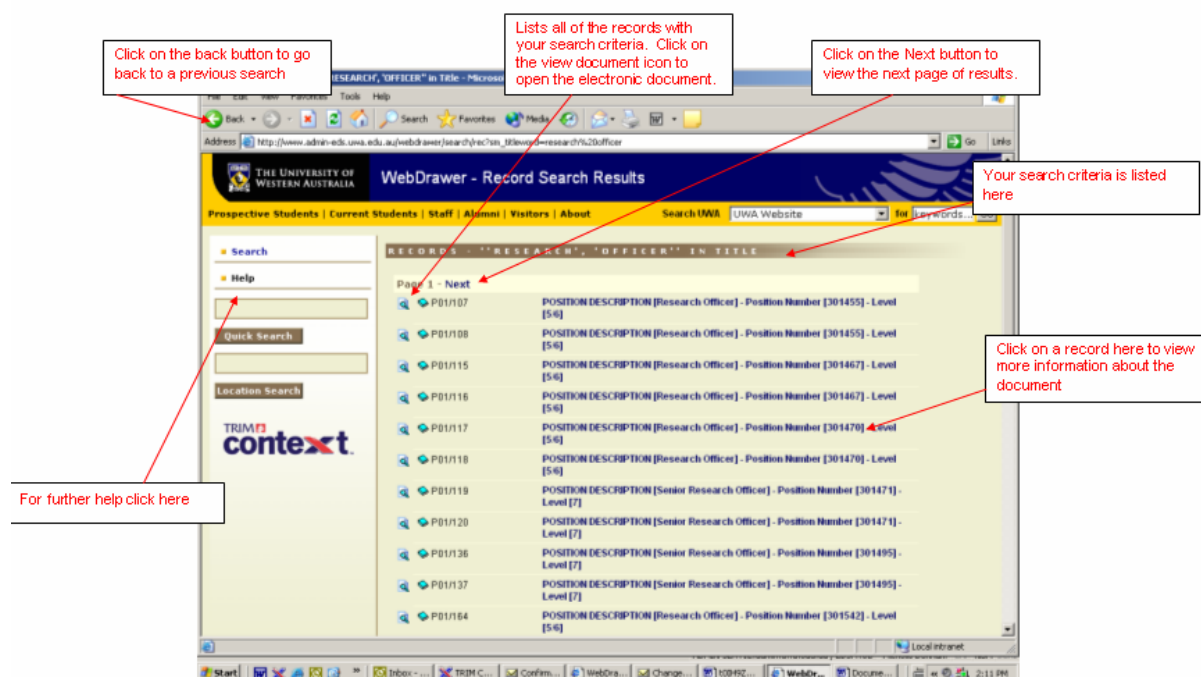 Click on the back button to go
back to a previous search
Lists all of the records with
your search criteria. Click on
the view document icon to
open the electronic document.
Click on the Next button to
view the next page of results.
RESEARCH', 'OFFICER'' in Title - Microso
File Edit View Favorites Tools Help
Back Search Favorites Media
Address http://www.admin-eds.uwa.edu.au/webdrawer/search/rec?sm_titleword=research%20officer Go Links
THE UNIVERSITY OF
WESTERN AUSTRALIA
WebDrawer - Record Search Results
Your search criteria is listed
here
Prospective Students | Current Students | Staff | Alumni | Visitors | About Search UWA UWA Website for keywords...
Search
RECORDS - ''RESEARCH', 'OFFICER'' IN TITLE
Help
Page 1 - Next
P01/107 POSITION DESCRIPTION [Research Officer] - Position Number [301455] - Level
[5\6]
Quick Search
P01/108 POSITION DESCRIPTION [Research Officer] - Position Number [301455] - Level
[5\6]
Click on a record here to view
more information about the
document
P01/115 POSITION DESCRIPTION [Research Officer] - Position Number [301467] - Level
[5\6]
Location Search
P01/116 POSITION DESCRIPTION [Research Officer] - Position Number [301467] - Level
[5\6]
TRIM
context
P01/117 POSITION DESCRIPTION [Research Officer] - Position Number [301470] - Level
[5\6]
P01/118 POSITION DESCRIPTION [Research Officer] - Position Number [301470] - Level
[5\6]
For further help click here
P01/119 POSITION DESCRIPTION [Senior Research Officer] - Position Number [301471] -
Level [7]
P01/120 POSITION DESCRIPTION [Senior Research Officer] - Position Number [301471] -
Level [7]
P01/136 POSITION DESCRIPTION [Senior Research Officer] - Position Number [301495] -
Level [7]
P01/137 POSITION DESCRIPTION [Senior Research Officer] - Position Number [301495] -
Level [7]
P01/164 POSITION DESCRIPTION [Research Officer] - Position Number [301542] - Level
[5\6]
Local intranet
Start Inbox - ... TRIM C... Confirm... WebDra... Change... WebDr... Docume... 2:11 PM